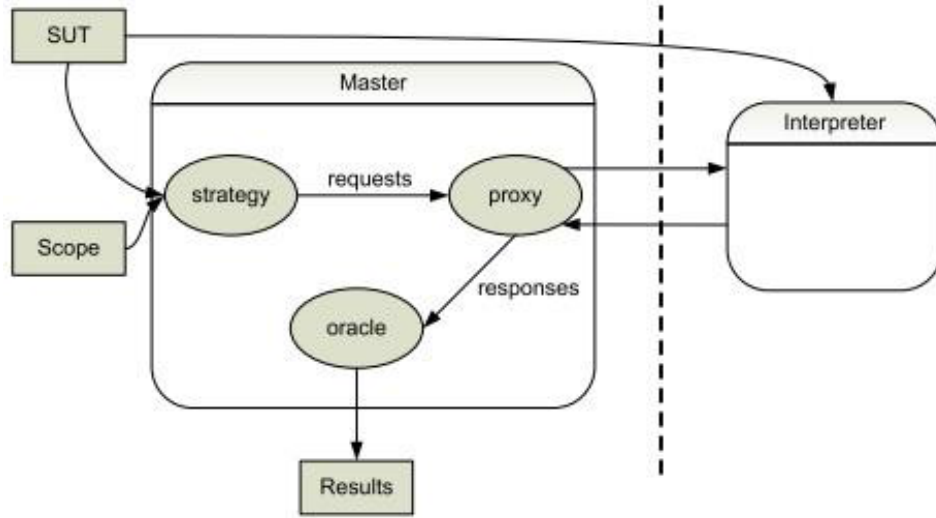 SUT
Master
Interpreter
strategy
requests
proxy
Scope
responses
oracle
Results